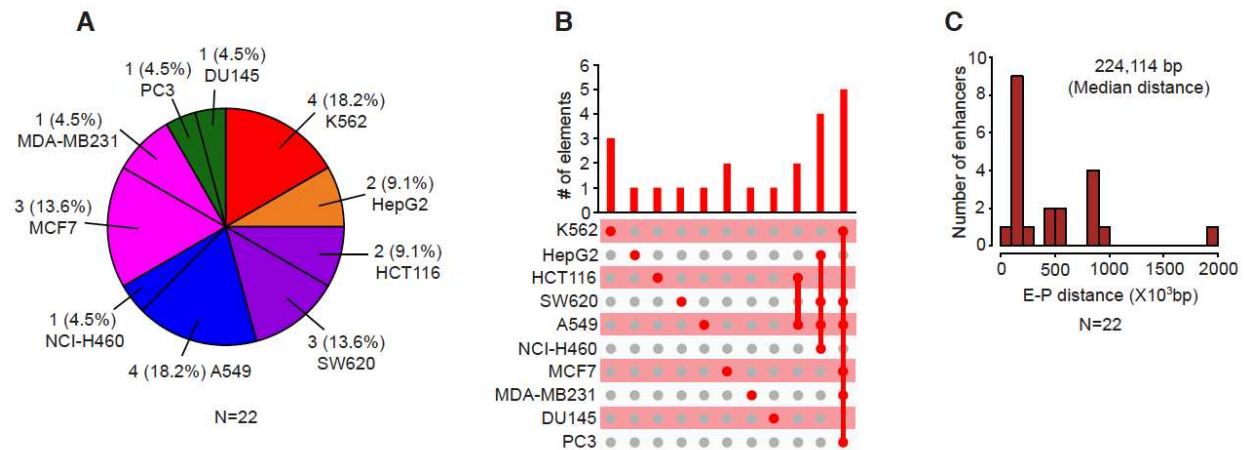 A
1 (4.5%)
DU145
1 (4.5%)
PC3
4 (18.2%)
K562
1 (4.5%)
MDA-MB231
2 (9.1%)
HepG2
3 (13.6%)
MCF7
2 (9.1%)
HCT116
1 (4.5%)
NCI-H460
3 (13.6%)
SW620
4 (18.2%) A549
N=22
B
# of elements
6
5
4
3
2
1
0
K562
HepG2
HCT116
SW620
A549
NCI-H460
MCF7
MDA-MB231
DU145
PC3
C
224,114 bp
(Median distance)
Number of enhancers
10
8
6
4
2
0
0 500 1000 1500 2000
E-P distance (X10³bp)
N=22